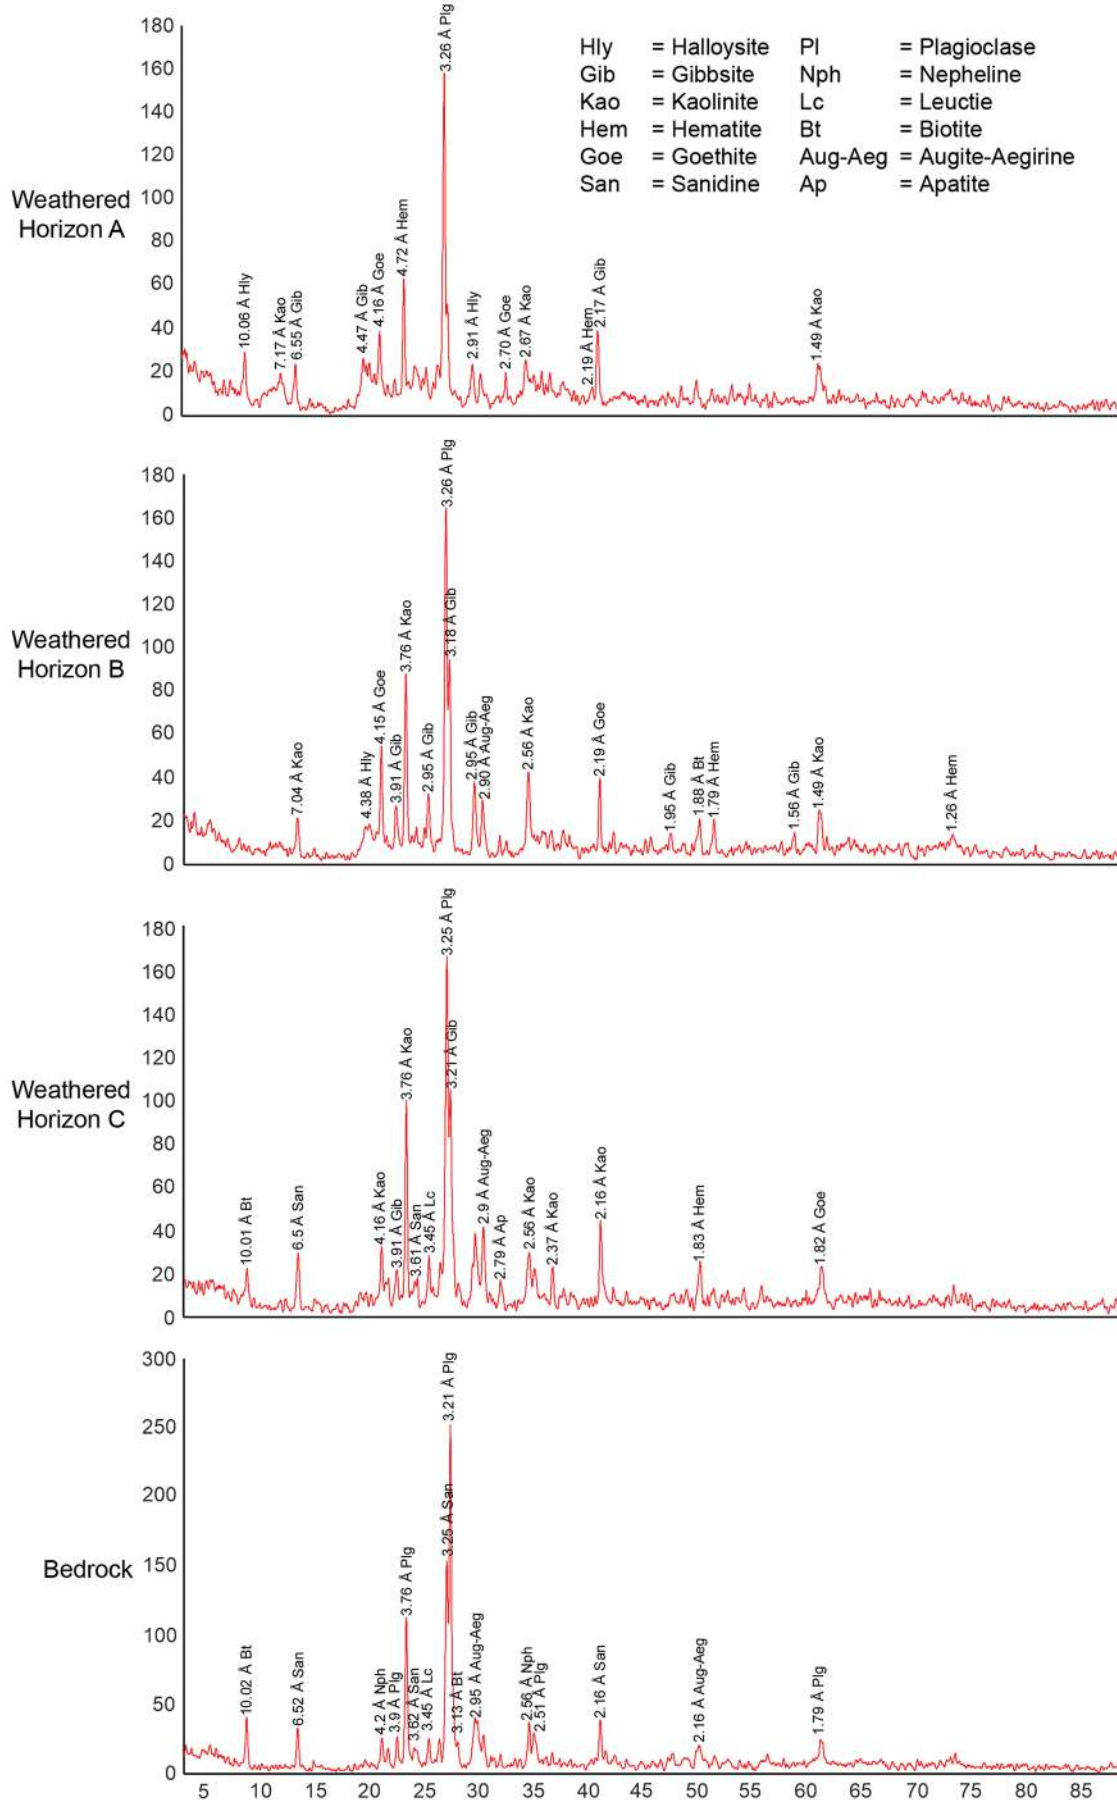 Hly = Halloysite Pl = Plagioclase
Gib = Gibbsite Nph = Nepheline
Kao = Kaolinite Lc = Leuctie
Hem = Hematite Bt = Biotite
Goe = Goethite Aug-Aeg = Augite-Aegirine
San = Sanidine Ap = Apatite
Weathered
Horizon A
180
160
140
120
100
80
60
40
20
0
10.06 Å Hly
7.17 Å Kao
6.55 Å Gib
4.47 Å Gib
4.16 Å Goe
4.72 Å Hem
3.26 Å Plg
2.91 Å Hly
2.70 Å Goe
2.67 Å Kao
2.19 Å Hem
2.17 Å Gib
1.49 Å Kao
Weathered
Horizon B
180
160
140
120
100
80
60
40
20
0
7.04 Å Kao
4.38 Å Hly
4.15 Å Goe
3.91 Å Gib
3.76 Å Kao
2.95 Å Gib
3.26 Å Plg
3.18 Å Gib
2.95 Å Gib
2.90 Å Aug-Aeg
2.56 Å Kao
2.19 Å Goe
1.95 Å Gib
1.88 Å Bt
1.79 Å Hem
1.56 Å Gib
1.49 Å Kao
1.26 Å Hem
Weathered
Horizon C
180
160
140
120
100
80
60
40
20
0
10.01 Å Bt
6.5 Å San
4.16 Å Kao
3.91 Å Gib
3.76 Å Kao
3.61 Å San
3.45 Å Lc
3.25 Å Plg
3.21 Å Gib
2.9 Å Aug-Aeg
2.79 Å Ap
2.56 Å Kao
2.37 Å Kao
2.16 Å Kao
1.83 Å Hem
1.82 Å Goe
Bedrock
300
250
200
150
100
50
0
10.02 Å Bt
6.52 Å San
4.2 Å Nph
3.9 Å Plg
3.76 Å Plg
3.62 Å San
3.45 Å Lc
3.25 Å San
3.21 Å Plg
3.13 Å Bt
2.95 Å Aug-Aeg
2.56 Å Nph
2.51 Å Plg
2.16 Å San
2.16 Å Aug-Aeg
1.79 Å Plg
5 10 15 20 25 30 35 40 45 50 55 60 65 70 75 80 85